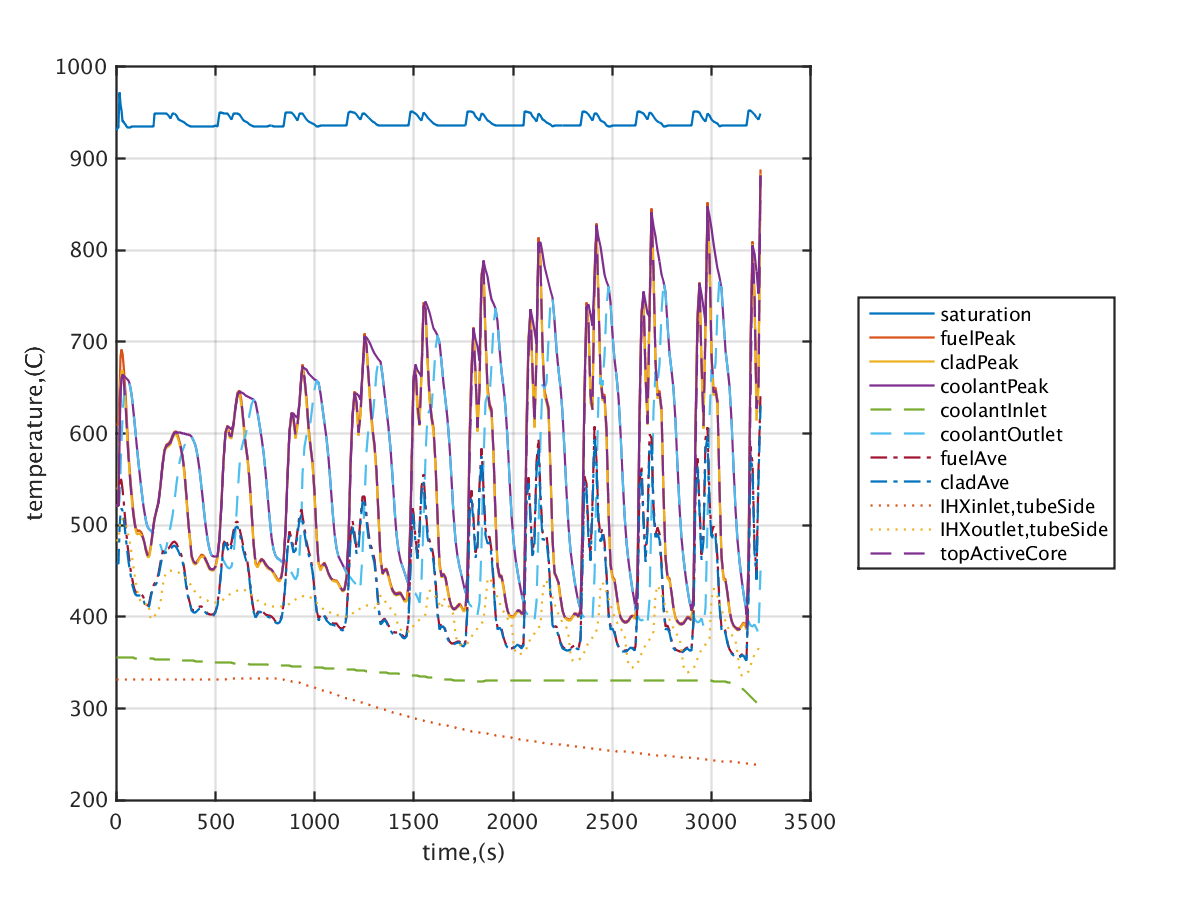 1000
900
800
700
600
500
400
300
200
temperature,(C)
0 500 1000 1500 2000 2500 3000 3500
time,(s)
saturation
fuelPeak
cladPeak
coolantPeak
coolantInlet
coolantOutlet
fuelAve
cladAve
IHXinlet,tubeSide
IHXoutlet,tubeSide
topActiveCore